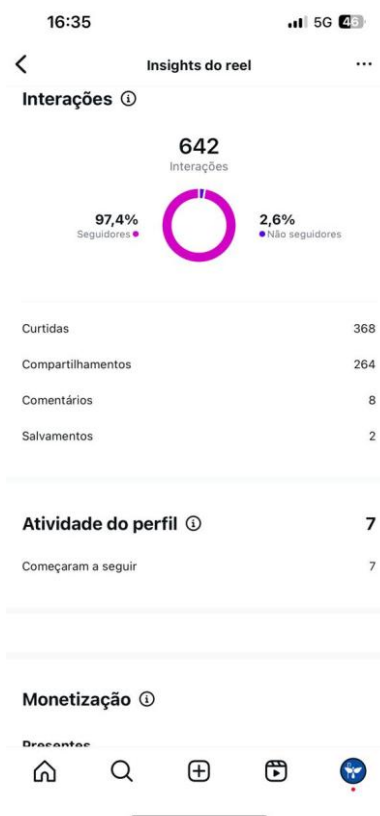 16:35
5G 46
Insights do reel
Interações
642
Interações
97,4%
Seguidores
2,6%
Não seguidores
Curtidas 368
Compartilhamentos 264
Comentários 8
Salvamentos 2
Atividade do perfil 7
Começaram a seguir 7
Monetização
Presentes